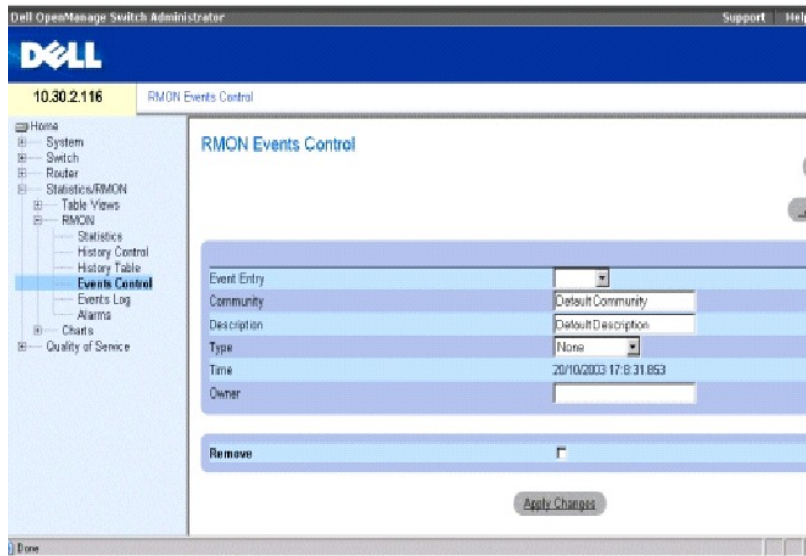 Dell OpenManage Switch Administrator
Support Help
DELL
10.30.2.116
RMON Events Control
Home
System
Switch
Router
Statistics/RMON
Table Views
RMON
Statistics
History Control
History Table
Events Control
Events Log
Alarms
Charts
Quality of Service
RMON Events Control
Event Entry
Community Default Community
Description Default Description
Type None
Time 20/10/2003 17:8:31.853
Owner
Remove
Apply Changes
Done